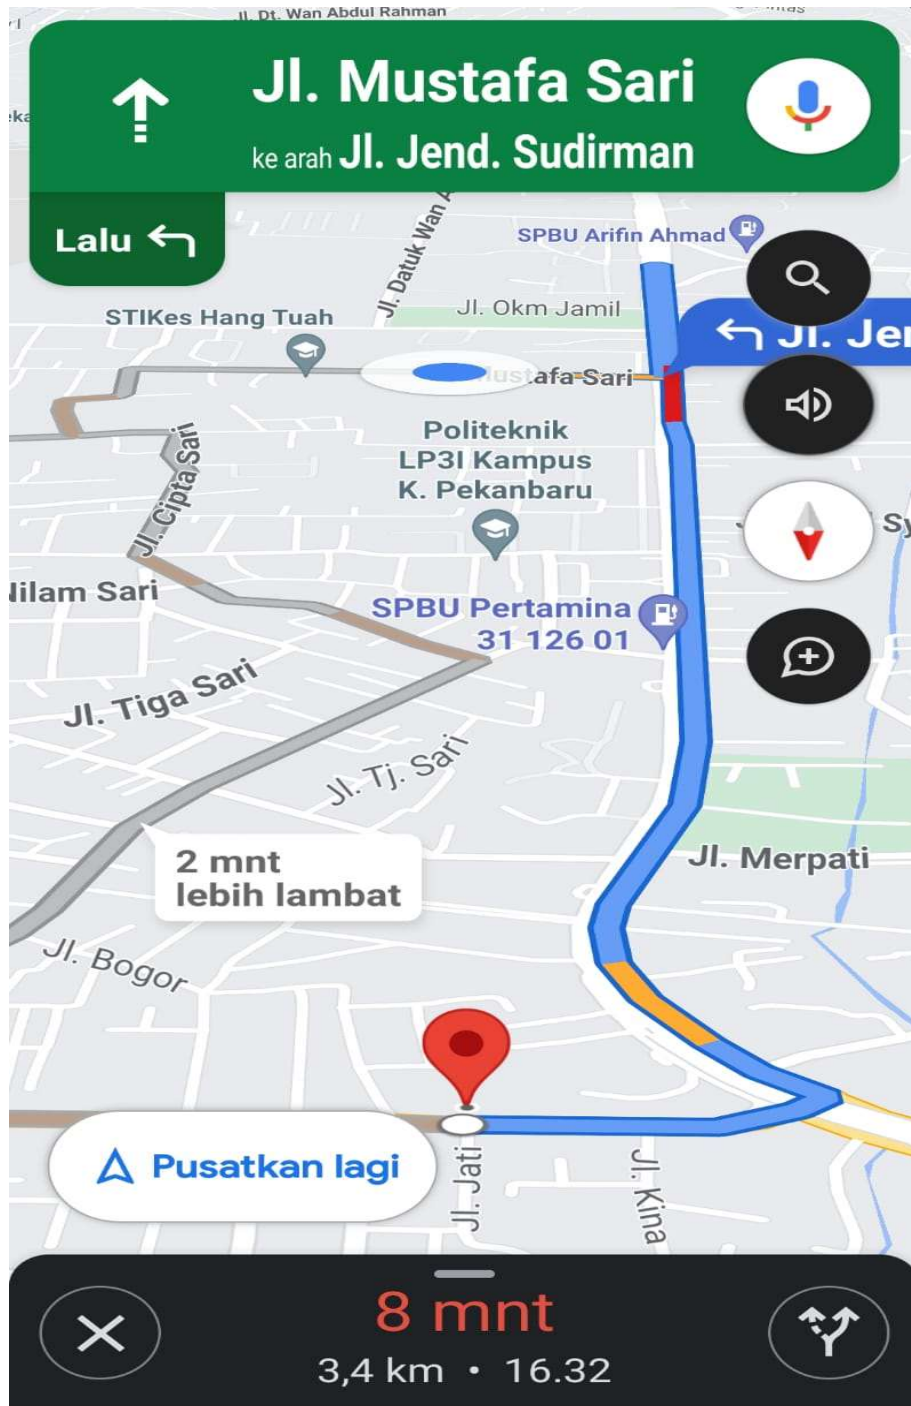 Jl. Dt. Wan Abdul Rahman
Jl. Mustafa Sari
ke arah Jl. Jend. Sudirman
Lalu
Jl. Datuk Wan A
SPBU Arifin Ahmad
STIKes Hang Tuah
Jl. Okm Jamil
Jl. Jen
afa Sari
Politeknik
LP3I Kampus
K. Pekanbaru
Jl. Cipta Sari
Nilam Sari
SPBU Pertamina
31 126 01
Jl. Tiga Sari
Jl. Tj. Sari
2 mnt
lebih lambat
Jl. Merpati
Jl. Bogor
Pusatkan lagi
Jl. Jati
Jl. Kina
8 mnt
3,4 km • 16.32